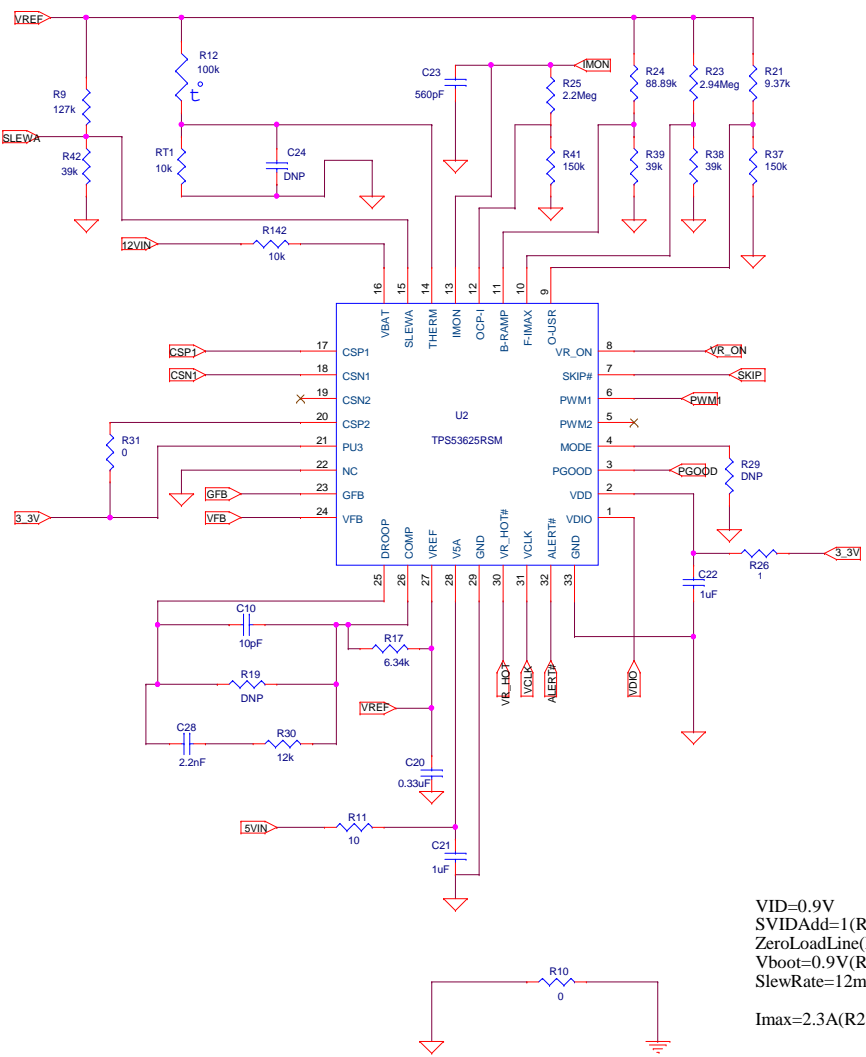 VREF
R12
100k
t°
C23
560pF
IMON
R25
2.2Meg
R24
88.89k
R23
2.94Meg
R21
9.37k
R9
127k
SLEWA
R42
39k
RT1
10k
C24
DNP
R41
150k
R39
39k
R38
39k
R37
150k
12VIN
R142
10k
16
15
14
13
12
11
10
9
VBAT
SLEWA
THERM
IMON
OCP-I
B-RAMP
F-IMAX
O-USR
CSP1
17
CSP1
VR_ON
8
VR_ON
CSN1
18
CSN1
SKIP#
7
SKIP
19
CSN2
PWM1
6
PWM1
20
CSP2
U2
PWM2
5
R31
0
21
PU3
TPS53625RSM
MODE
4
22
NC
PGOOD
3
PGOOD
R29
DNP
GFB
23
GFB
VDD
2
3_3V
VFB
24
VFB
VDIO
1
DROOP
COMP
VREF
V5A
GND
VR_HOT#
VCLK
ALERT#
GND
25
26
27
28
29
30
31
32
33
R26
1
3_3V
C22
1uF
C10
10pF
R17
6.34k
R19
DNP
VR_HOT
VCLK
ALERT#
VDIO
VREF
C28
2.2nF
R30
12k
C20
0.33uF
5VIN
R11
10
C21
1uF
VID=0.9V
SVIDAdd=1(R
ZeroLoadLine(
Vboot=0.9V(R
SlewRate=12m
Imax=2.3A(R2
R10
0